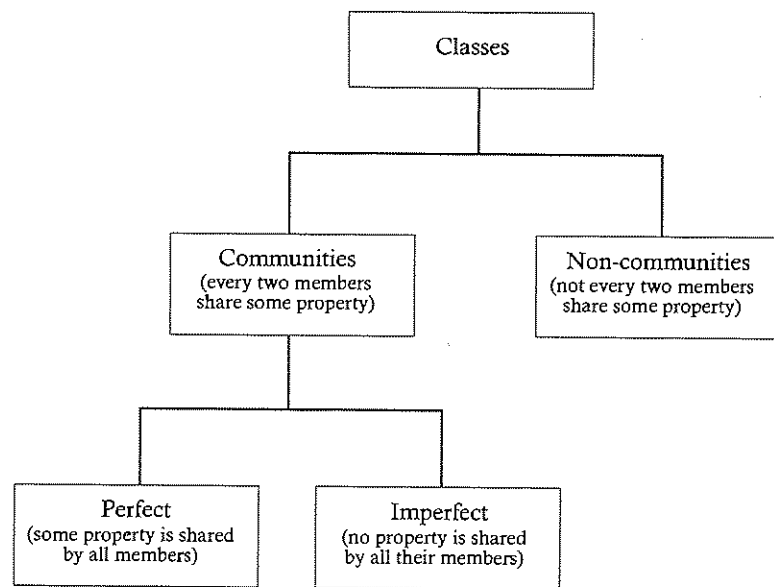 Classes
Communities
(every two members
share some property)
Non-communities
(not every two members
share some property)
Perfect
(some property is shared
by all members)
Imperfect
(no property is shared
by all their members)